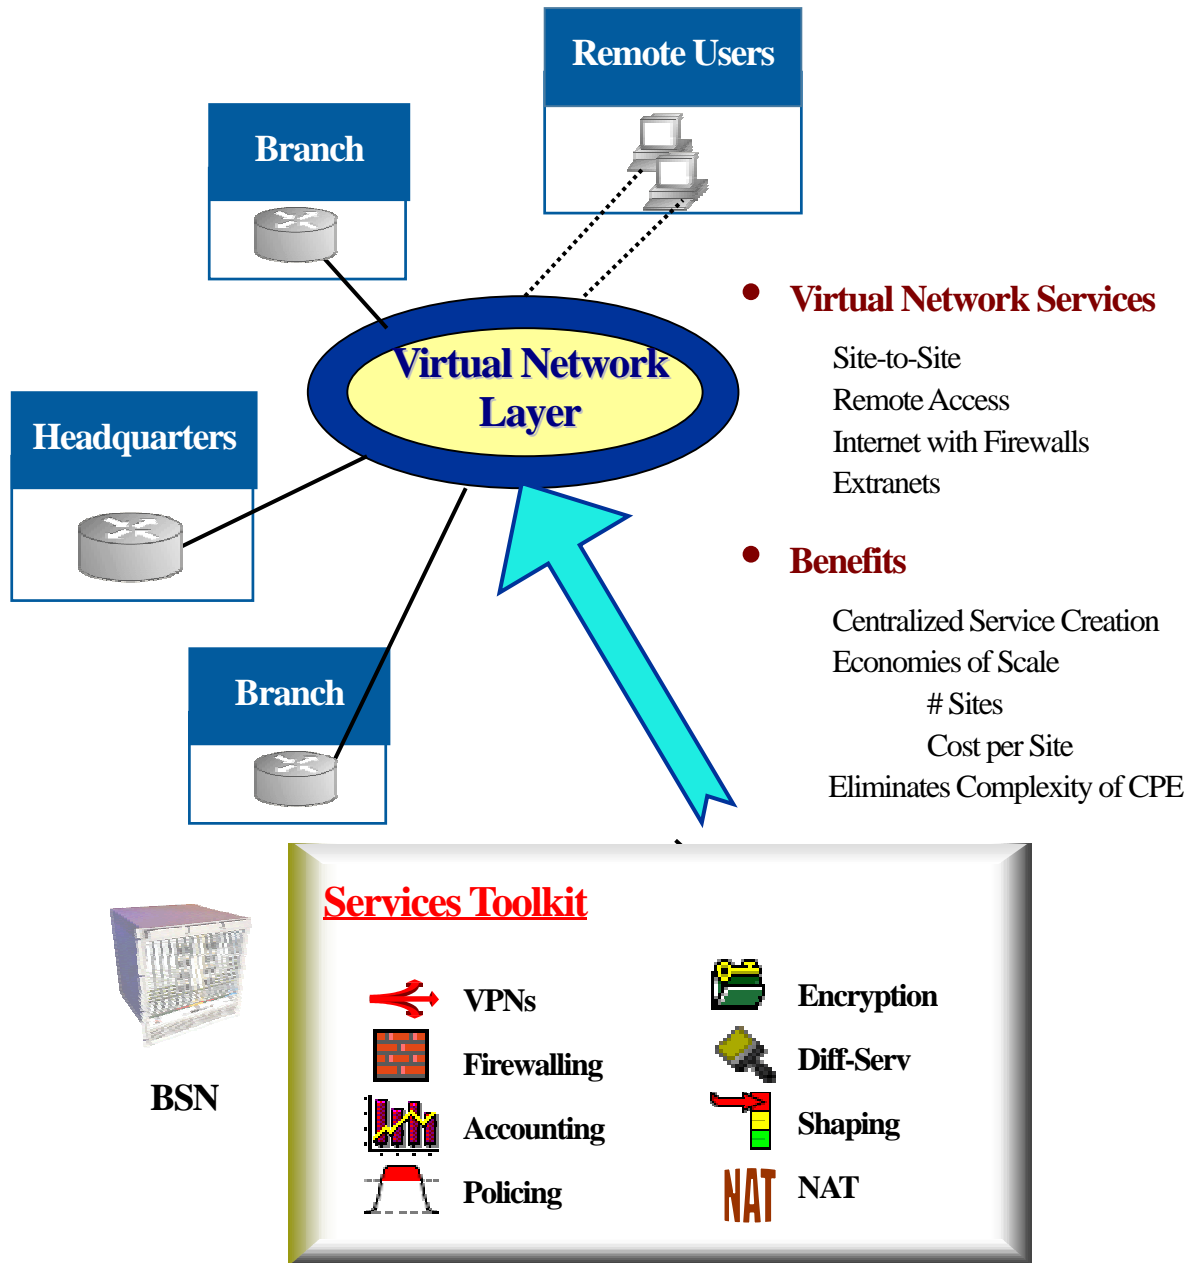 Remote Users
Branch
Virtual Network
Layer
Headquarters
Branch
• Virtual Network Services
Site-to-Site
Remote Access
Internet with Firewalls
Extranets
• Benefits
Centralized Service Creation
Economies of Scale
# Sites
Cost per Site
Eliminates Complexity of CPE
BSN
Services Toolkit
VPNs
Firewalling
Accounting
Policing
Encryption
Diff-Serv
Shaping
NAT
NAT